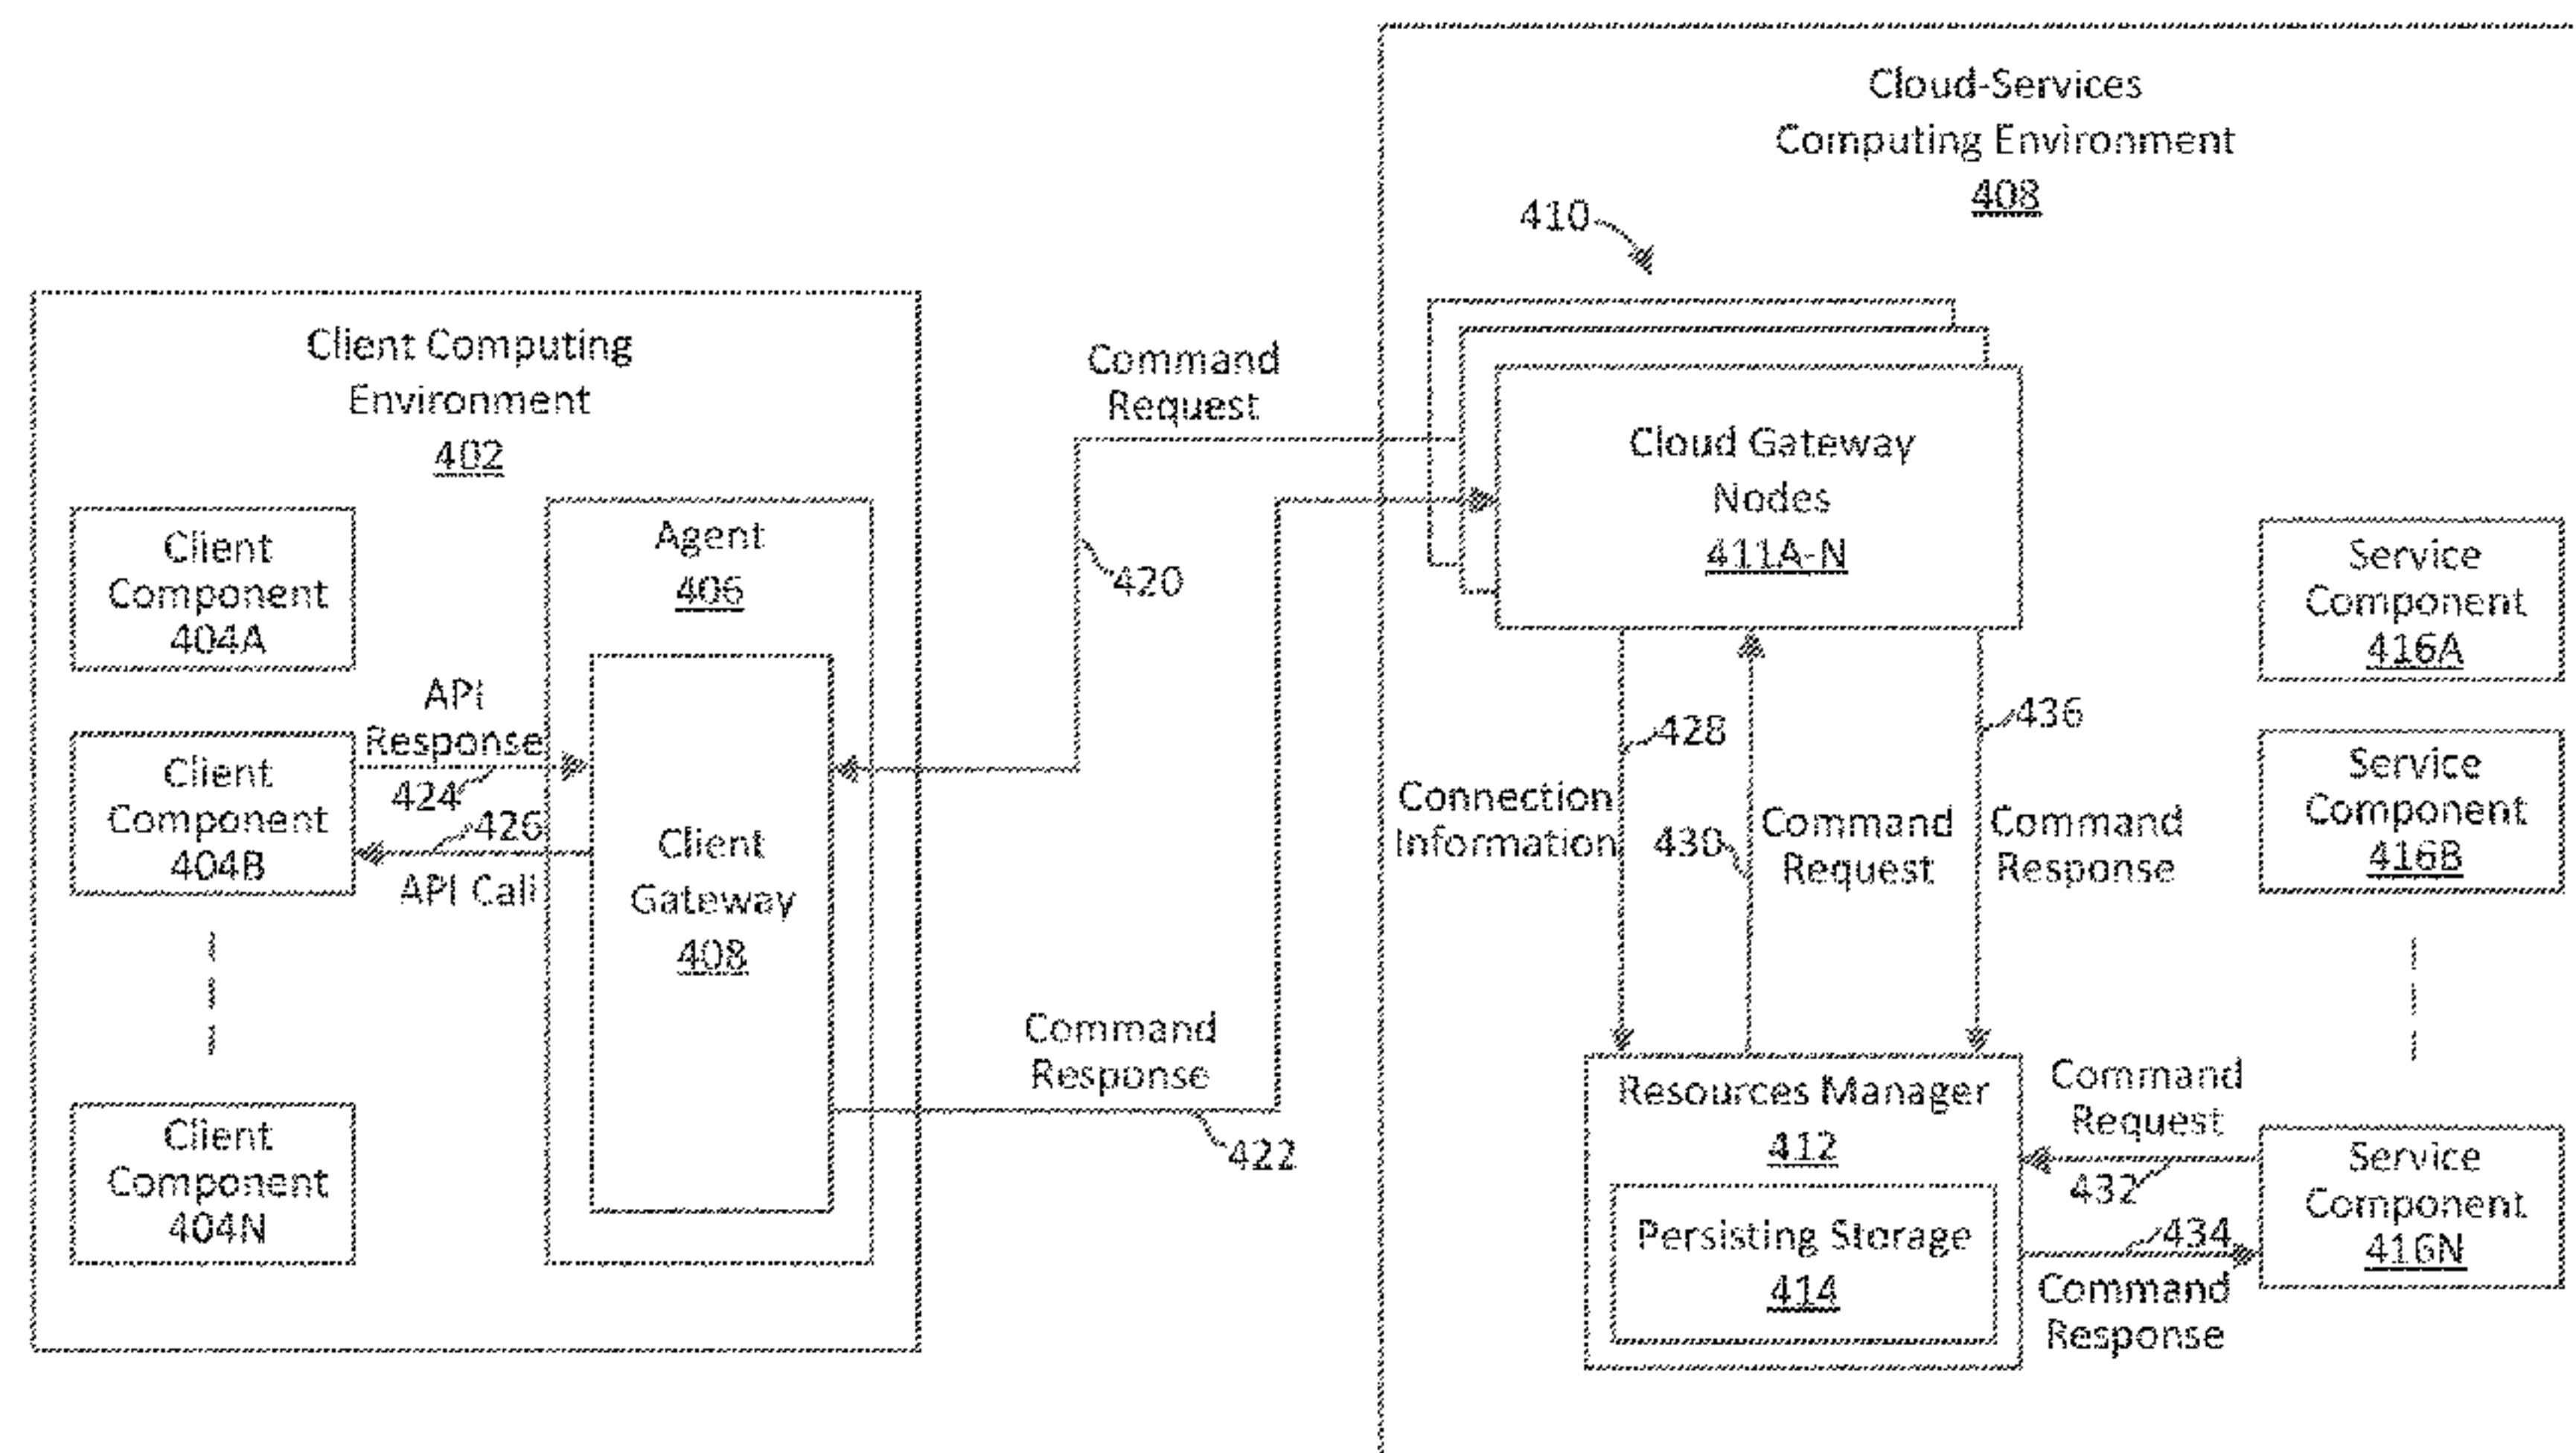 Cloud-Services
Computing Environment
408
410
Client Computing
Environment
402
Command
Request
420
Cloud Gateway
Nodes
411A-N
Client
Component
404A
Agent
406
Service
Component
416A
API
Response
424
Client
Component
404B
426
API Call
Client
Gateway
408
428
Connection
Information
430
Command
Request
436
Command
Response
Service
Component
416B
Command
Response
422
Client
Component
404N
Resources Manager
412
Persisting Storage
414
Command
Request
432
434
Command
Response
Service
Component
416N